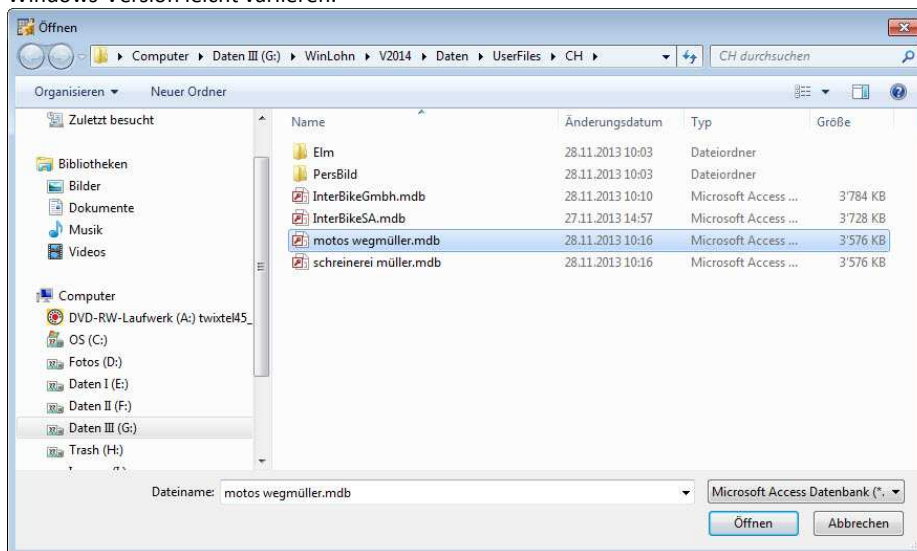 Windows-Version leicht variieren.
Öffnen
Computer Daten III (G:) WinLohn V2014 Daten UserFiles CH CH durchsuchen
Organisieren Neuer Ordner
Zuletzt besucht
Bibliotheken
Bilder
Dokumente
Musik
Videos
Computer
DVD-RW-Laufwerk (A:) twixtel45_
OS (C:)
Fotos (D:)
Daten I (E:)
Daten II (F:)
Daten III (G:)
Trash (H:)
Name Änderungsdatum Typ Größe
Elm 28.11.2013 10:03 Dateiordner
PersBild 28.11.2013 10:03 Dateiordner
InterBikeGmbh.mdb 28.11.2013 10:10 Microsoft Access ... 3'784 KB
InterBikeSA.mdb 27.11.2013 14:57 Microsoft Access ... 3'728 KB
motos wegmüller.mdb 28.11.2013 10:16 Microsoft Access ... 3'576 KB
schreinerei müller.mdb 28.11.2013 10:16 Microsoft Access ... 3'576 KB
Dateiname: motos wegmüller.mdb Microsoft Access Datenbank (*.
Öffnen Abbrechen